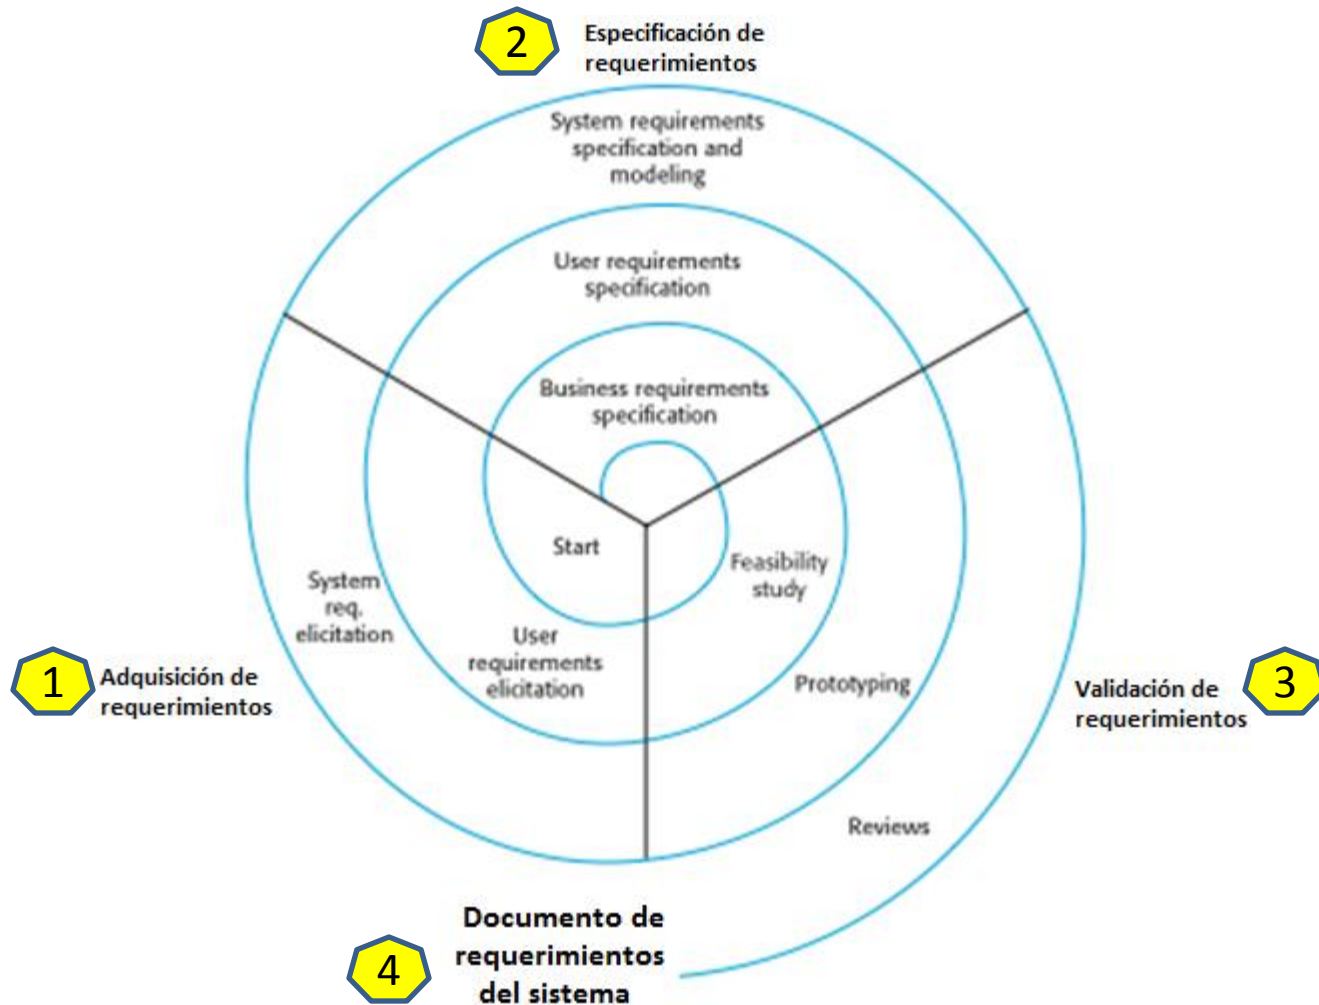 2
Especificación de
requerimientos
System requirements
specification and
modeling
User requirements
specification
Business requirements
specification
Start
Feasibility
study
System
req.
elicitation
User
requirements
elicitation
1
Adquisición de
requerimientos
Prototyping
Validación de
requerimientos
3
Reviews
4
Documento de
requerimientos
del sistema